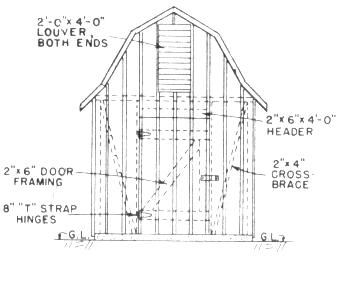 2'-0" X 4'-0"
LOUVER,
BOTH ENDS
2" X 6" X 4'-0"
HEADER
2" X 6" DOOR
FRAMING
2" X 4"
CROSS-
BRACE
8" "T" STRAP
HINGES
G.L.
G.L.